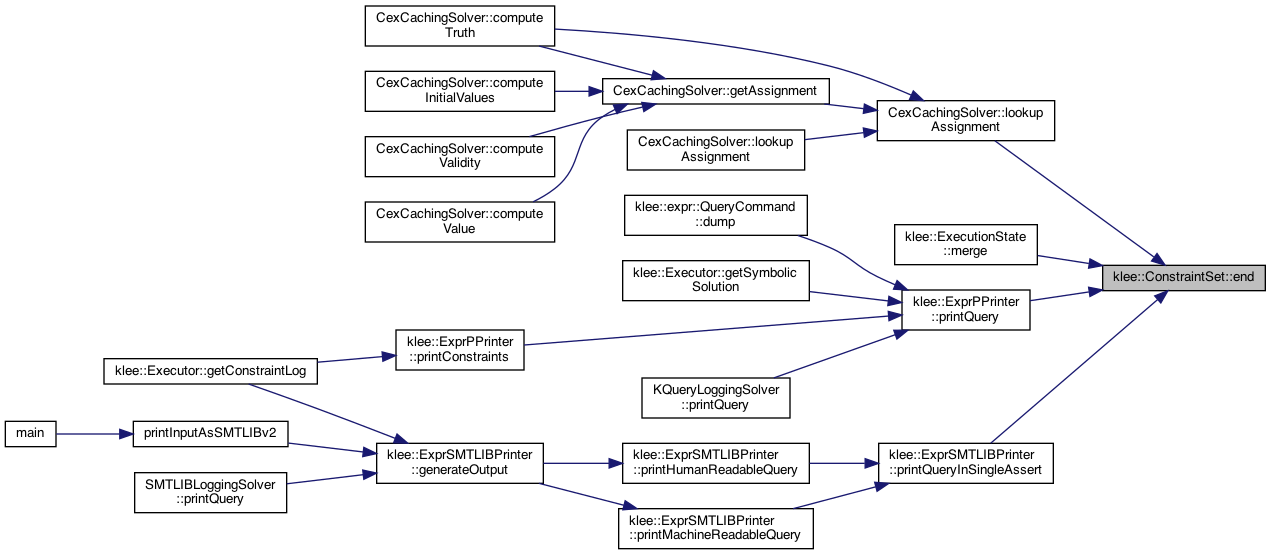 CexCachingSolver::compute
Truth
CexCachingSolver::compute
InitialValues
CexCachingSolver::getAssignment
CexCachingSolver::lookup
Assignment
CexCachingSolver::compute
Validity
CexCachingSolver::lookup
Assignment
CexCachingSolver::compute
Value
klee::expr::QueryCommand
::dump
klee::ExecutionState
::merge
klee::ConstraintSet::end
klee::Executor::getSymbolic
Solution
klee::ExprPPrinter
::printQuery
klee::ExprPPrinter
::printConstraints
klee::Executor::getConstraintLog
KQueryLoggingSolver
::printQuery
main
printInputAsSMTLIBv2
klee::ExprSMTLIBPrinter
::generateOutput
klee::ExprSMTLIBPrinter
::printHumanReadableQuery
klee::ExprSMTLIBPrinter
::printQueryInSingleAssert
SMTLIBLoggingSolver
::printQuery
klee::ExprSMTLIBPrinter
::printMachineReadableQuery